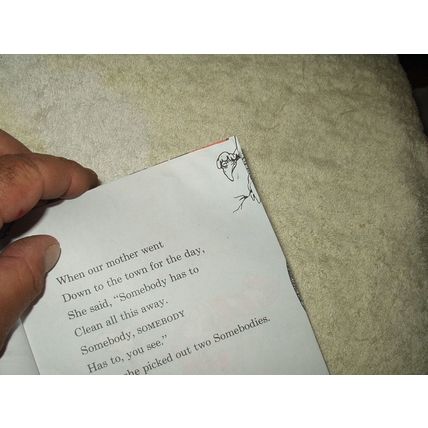 When our mother went
Down to the town for the day,
She said, "Somebody has to
Clean all this away.
Somebody, SOMEBODY
Has to, you see."
she picked out two Somebodies.